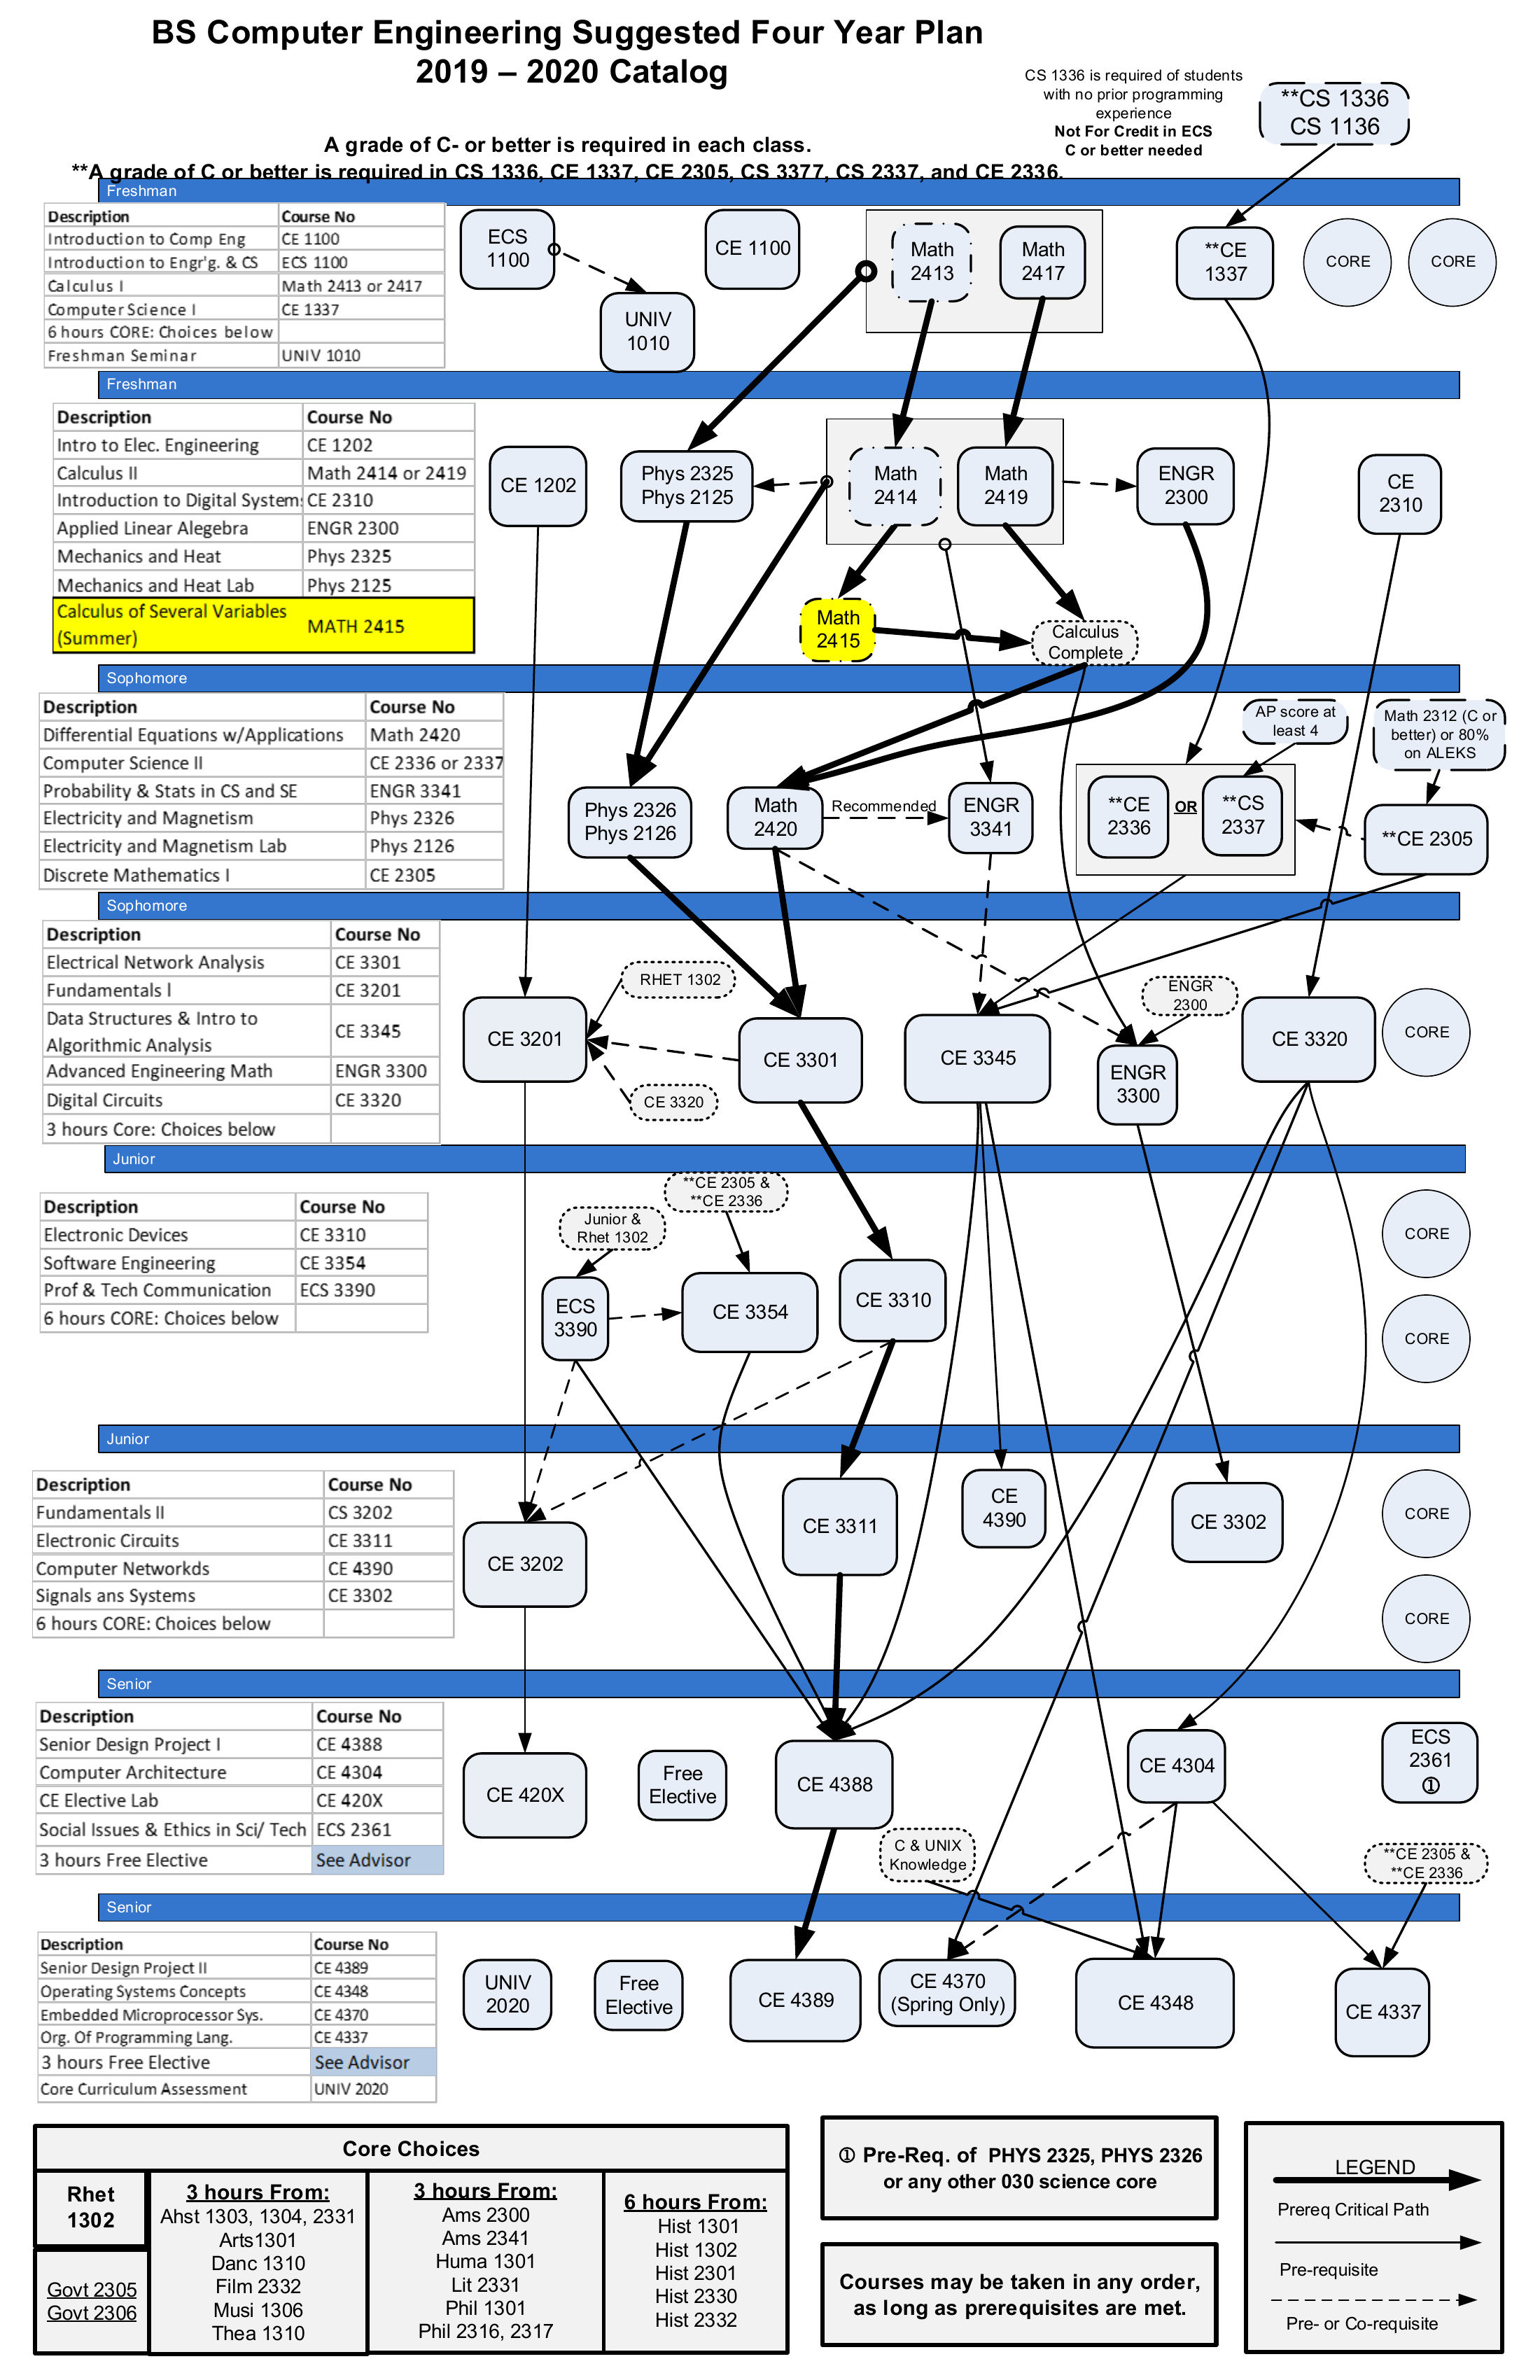 BS Computer Engineering Suggested Four Year Plan
2019 – 2020 Catalog
CS 1336 is required of students
with no prior programming
experience
Not For Credit in ECS
C or better needed
**CS 1336
CS 1136
A grade of C- or better is required in each class.
**A grade of C or better is required in CS 1336, CE 1337, CE 2305, CS 3377, CS 2337, and CE 2336.
Freshman
Description Course No
Introduction to Comp Eng CE 1100
Introduction to Engr'g. & CS ECS 1100
Calculus I Math 2413 or 2417
Computer Science I CE 1337
6 hours CORE: Choices below
Freshman Seminar UNIV 1010
ECS
1100
UNIV
1010
CE 1100
Math
2413
Math
2417
**CE
1337
CORE
CORE
Freshman
Description Course No
Intro to Elec. Engineering CE 1202
Calculus II Math 2414 or 2419
Introduction to Digital Systems CE 2310
Applied Linear Alegebra ENGR 2300
Mechanics and Heat Phys 2325
Mechanics and Heat Lab Phys 2125
Calculus of Several Variables
(Summer) MATH 2415
CE 1202
Phys 2325
Phys 2125
Math
2414
Math
2419
ENGR
2300
CE
2310
Math
2415
Calculus
Complete
Sophomore
Description Course No
Differential Equations w/Applications Math 2420
Computer Science II CE 2336 or 2337
Probability & Stats in CS and SE ENGR 3341
Electricity and Magnetism Phys 2326
Electricity and Magnetism Lab Phys 2126
Discrete Mathematics I CE 2305
AP score at
least 4
Math 2312 (C or
better) or 80%
on ALEKS
Phys 2326
Phys 2126
Math
2420
Recommended
ENGR
3341
**CE
2336
OR
**CS
2337
**CE 2305
Sophomore
Description Course No
Electrical Network Analysis CE 3301
Fundamentals l CE 3201
Data Structures & Intro to
Algorithmic Analysis CE 3345
Advanced Engineering Math ENGR 3300
Digital Circuits CE 3320
3 hours Core: Choices below
RHET 1302
CE 3201
CE 3320
CE 3301
CE 3345
ENGR
2300
ENGR
3300
CE 3320
CORE
Junior
Description Course No
Electronic Devices CE 3310
Software Engineering CE 3354
Prof & Tech Communication ECS 3390
6 hours CORE: Choices below
**CE 2305 &
**CE 2336
Junior &
Rhet 1302
ECS
3390
CE 3354
CE 3310
CORE
CORE
Junior
Description Course No
Fundamentals II CS 3202
Electronic Circuits CE 3311
Computer Networkds CE 4390
Signals ans Systems CE 3302
6 hours CORE: Choices below
CE 3202
CE 3311
CE
4390
CE 3302
CORE
CORE
Senior
Description Course No
Senior Design Project I CE 4388
Computer Architecture CE 4304
CE Elective Lab CE 420X
Social Issues & Ethics in Sci/ Tech ECS 2361
3 hours Free Elective See Advisor
CE 420X
Free
Elective
CE 4388
CE 4304
ECS
2361
①
C & UNIX
Knowledge
**CE 2305 &
**CE 2336
Senior
Description Course No
Senior Design Project II CE 4389
Operating Systems Concepts CE 4348
Embedded Microprocessor Sys. CE 4370
Org. Of Programming Lang. CE 4337
3 hours Free Elective See Advisor
Core Curriculum Assessment UNIV 2020
UNIV
2020
Free
Elective
CE 4389
CE 4370
(Spring Only)
CE 4348
CE 4337
Core Choices
Rhet
1302
Govt 2305
Govt 2306
3 hours From:
Ahst 1303, 1304, 2331
Arts1301
Danc 1310
Film 2332
Musi 1306
Thea 1310
3 hours From:
Ams 2300
Ams 2341
Huma 1301
Lit 2331
Phil 1301
Phil 2316, 2317
6 hours From:
Hist 1301
Hist 1302
Hist 2301
Hist 2330
Hist 2332
① Pre-Req. of PHYS 2325, PHYS 2326
or any other 030 science core
Courses may be taken in any order,
as long as prerequisites are met.
LEGEND
Prereq Critical Path
Pre-requisite
Pre- or Co-requisite